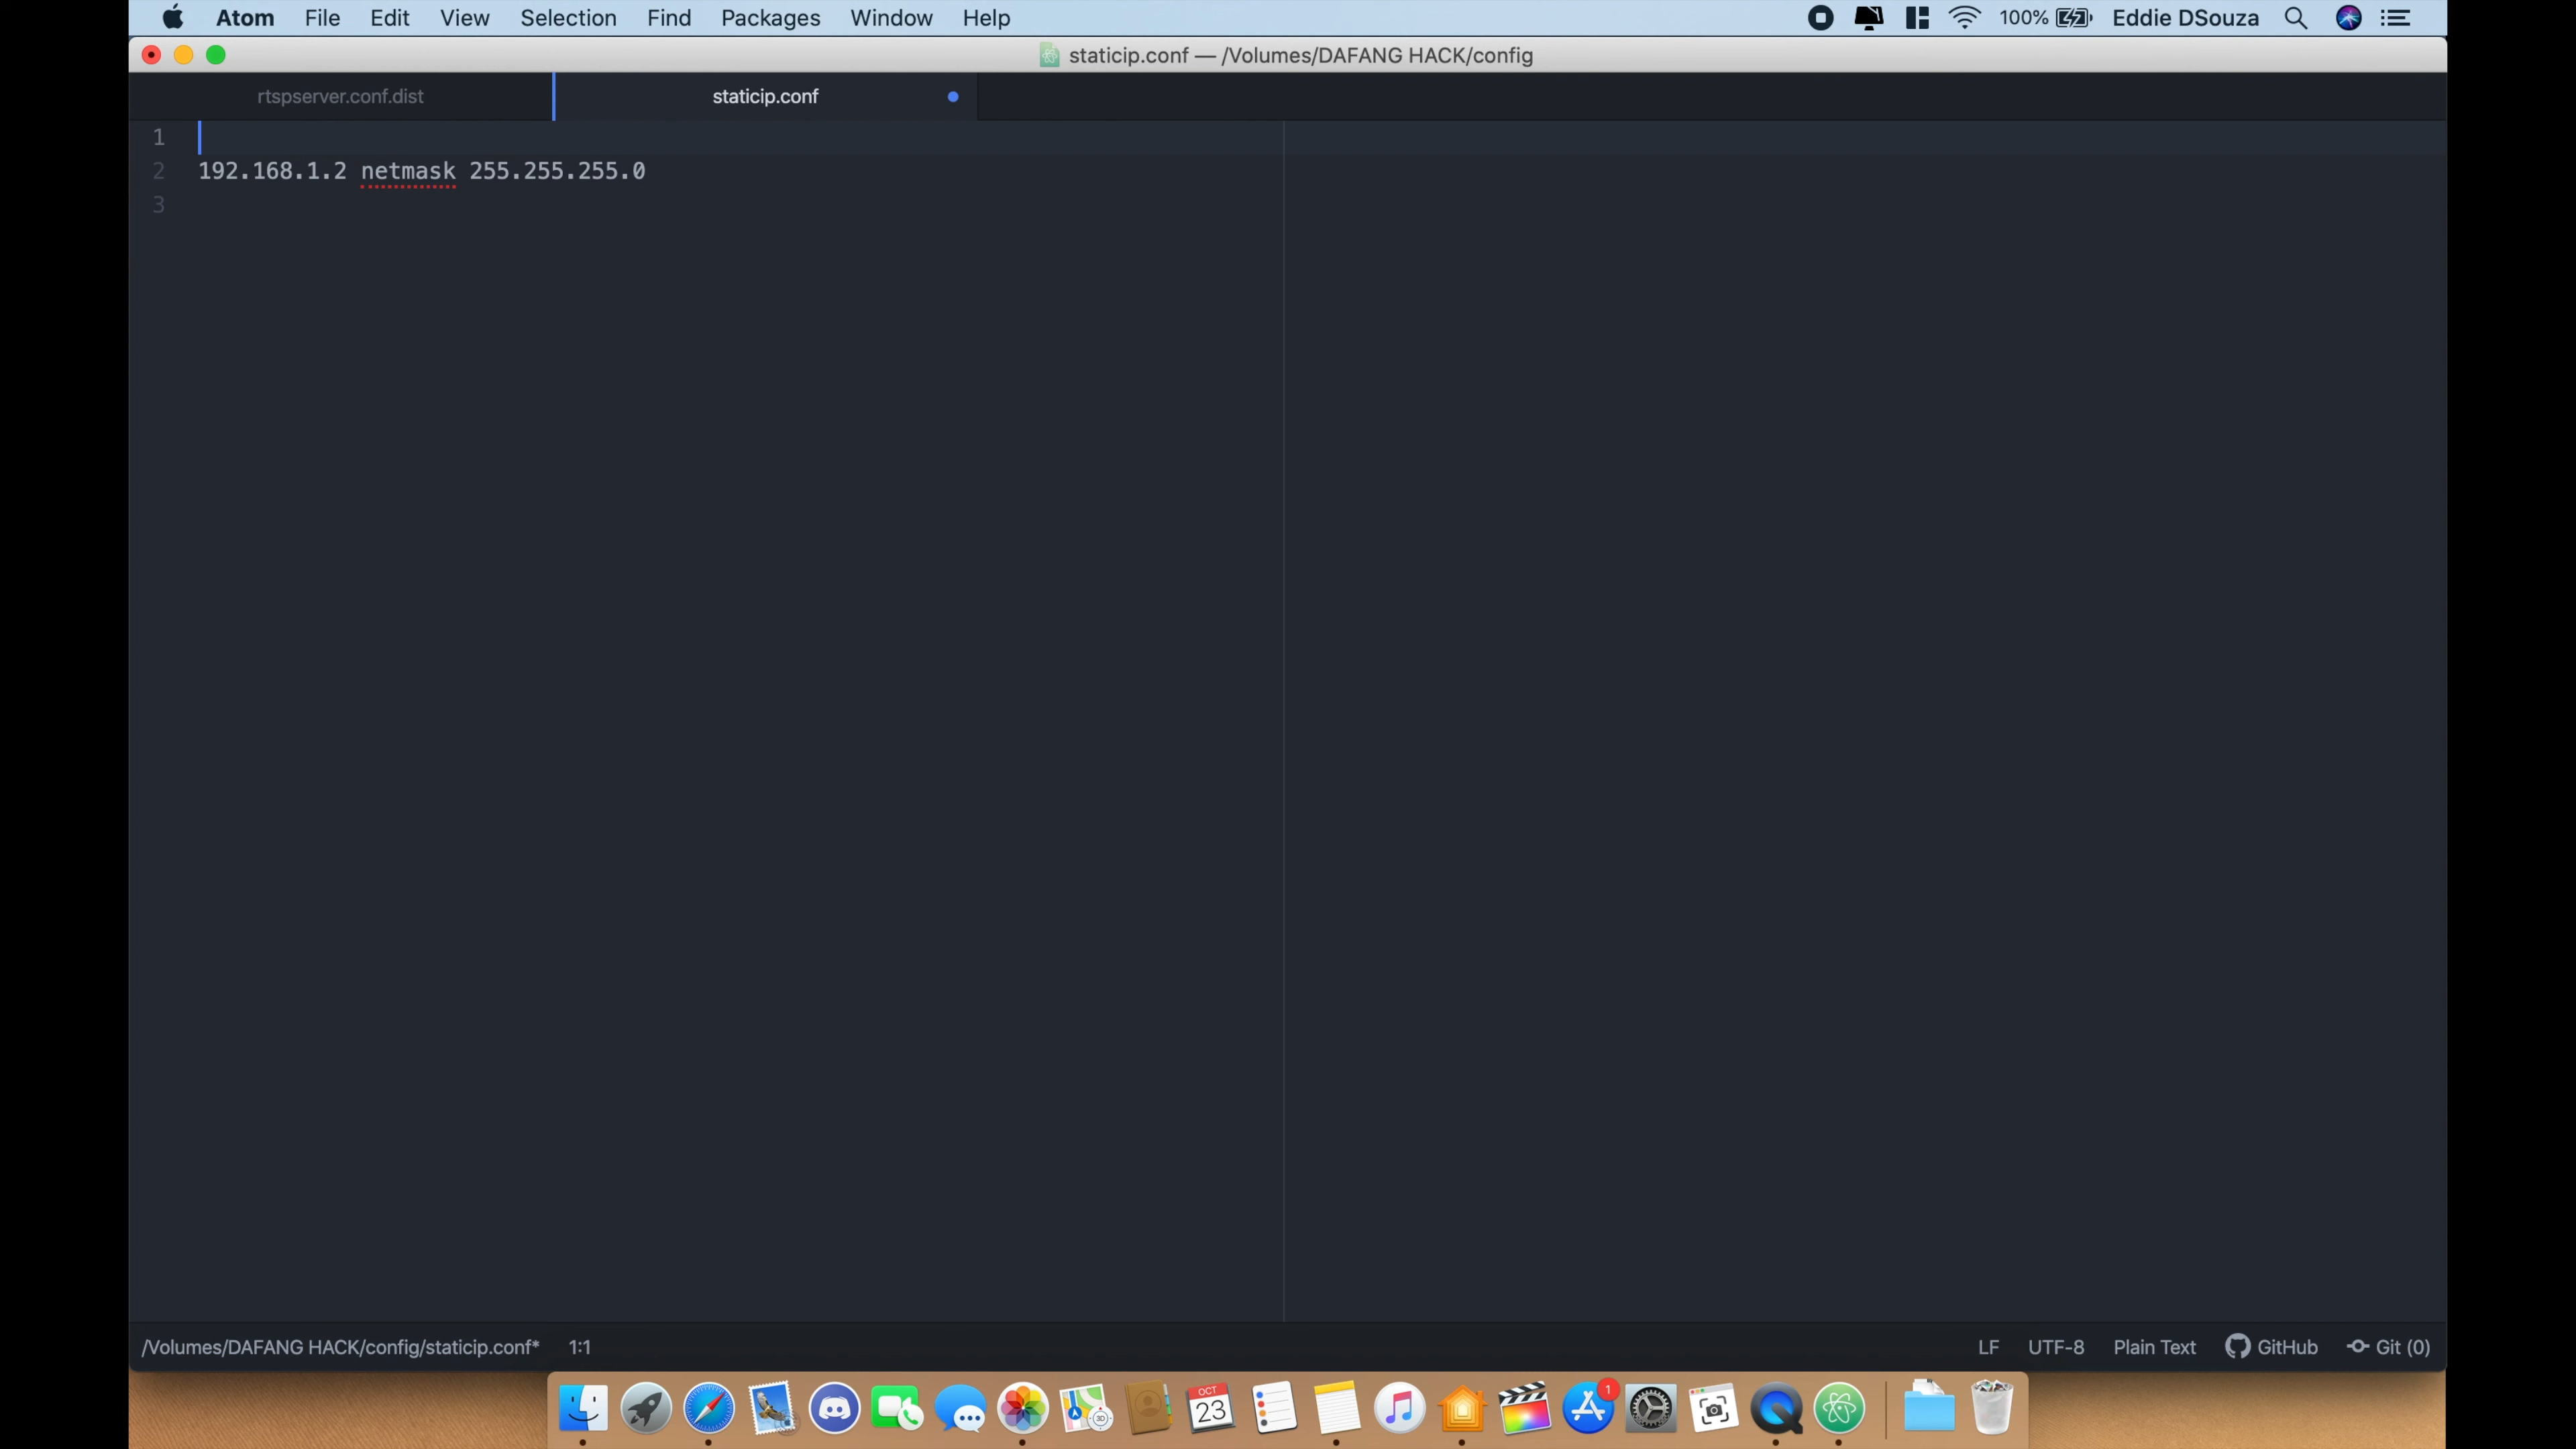 Atom File Edit View Selection Find Packages Window Help 100% Eddie DSouza
staticip.conf — /Volumes/DAFANG HACK/config
rtspserver.conf.dist staticip.conf
1
2 192.168.1.2 netmask 255.255.255.0
3
/Volumes/DAFANG HACK/config/staticip.conf* 1:1 LF UTF-8 Plain Text GitHub Git (0)
OCT
23
3D
1